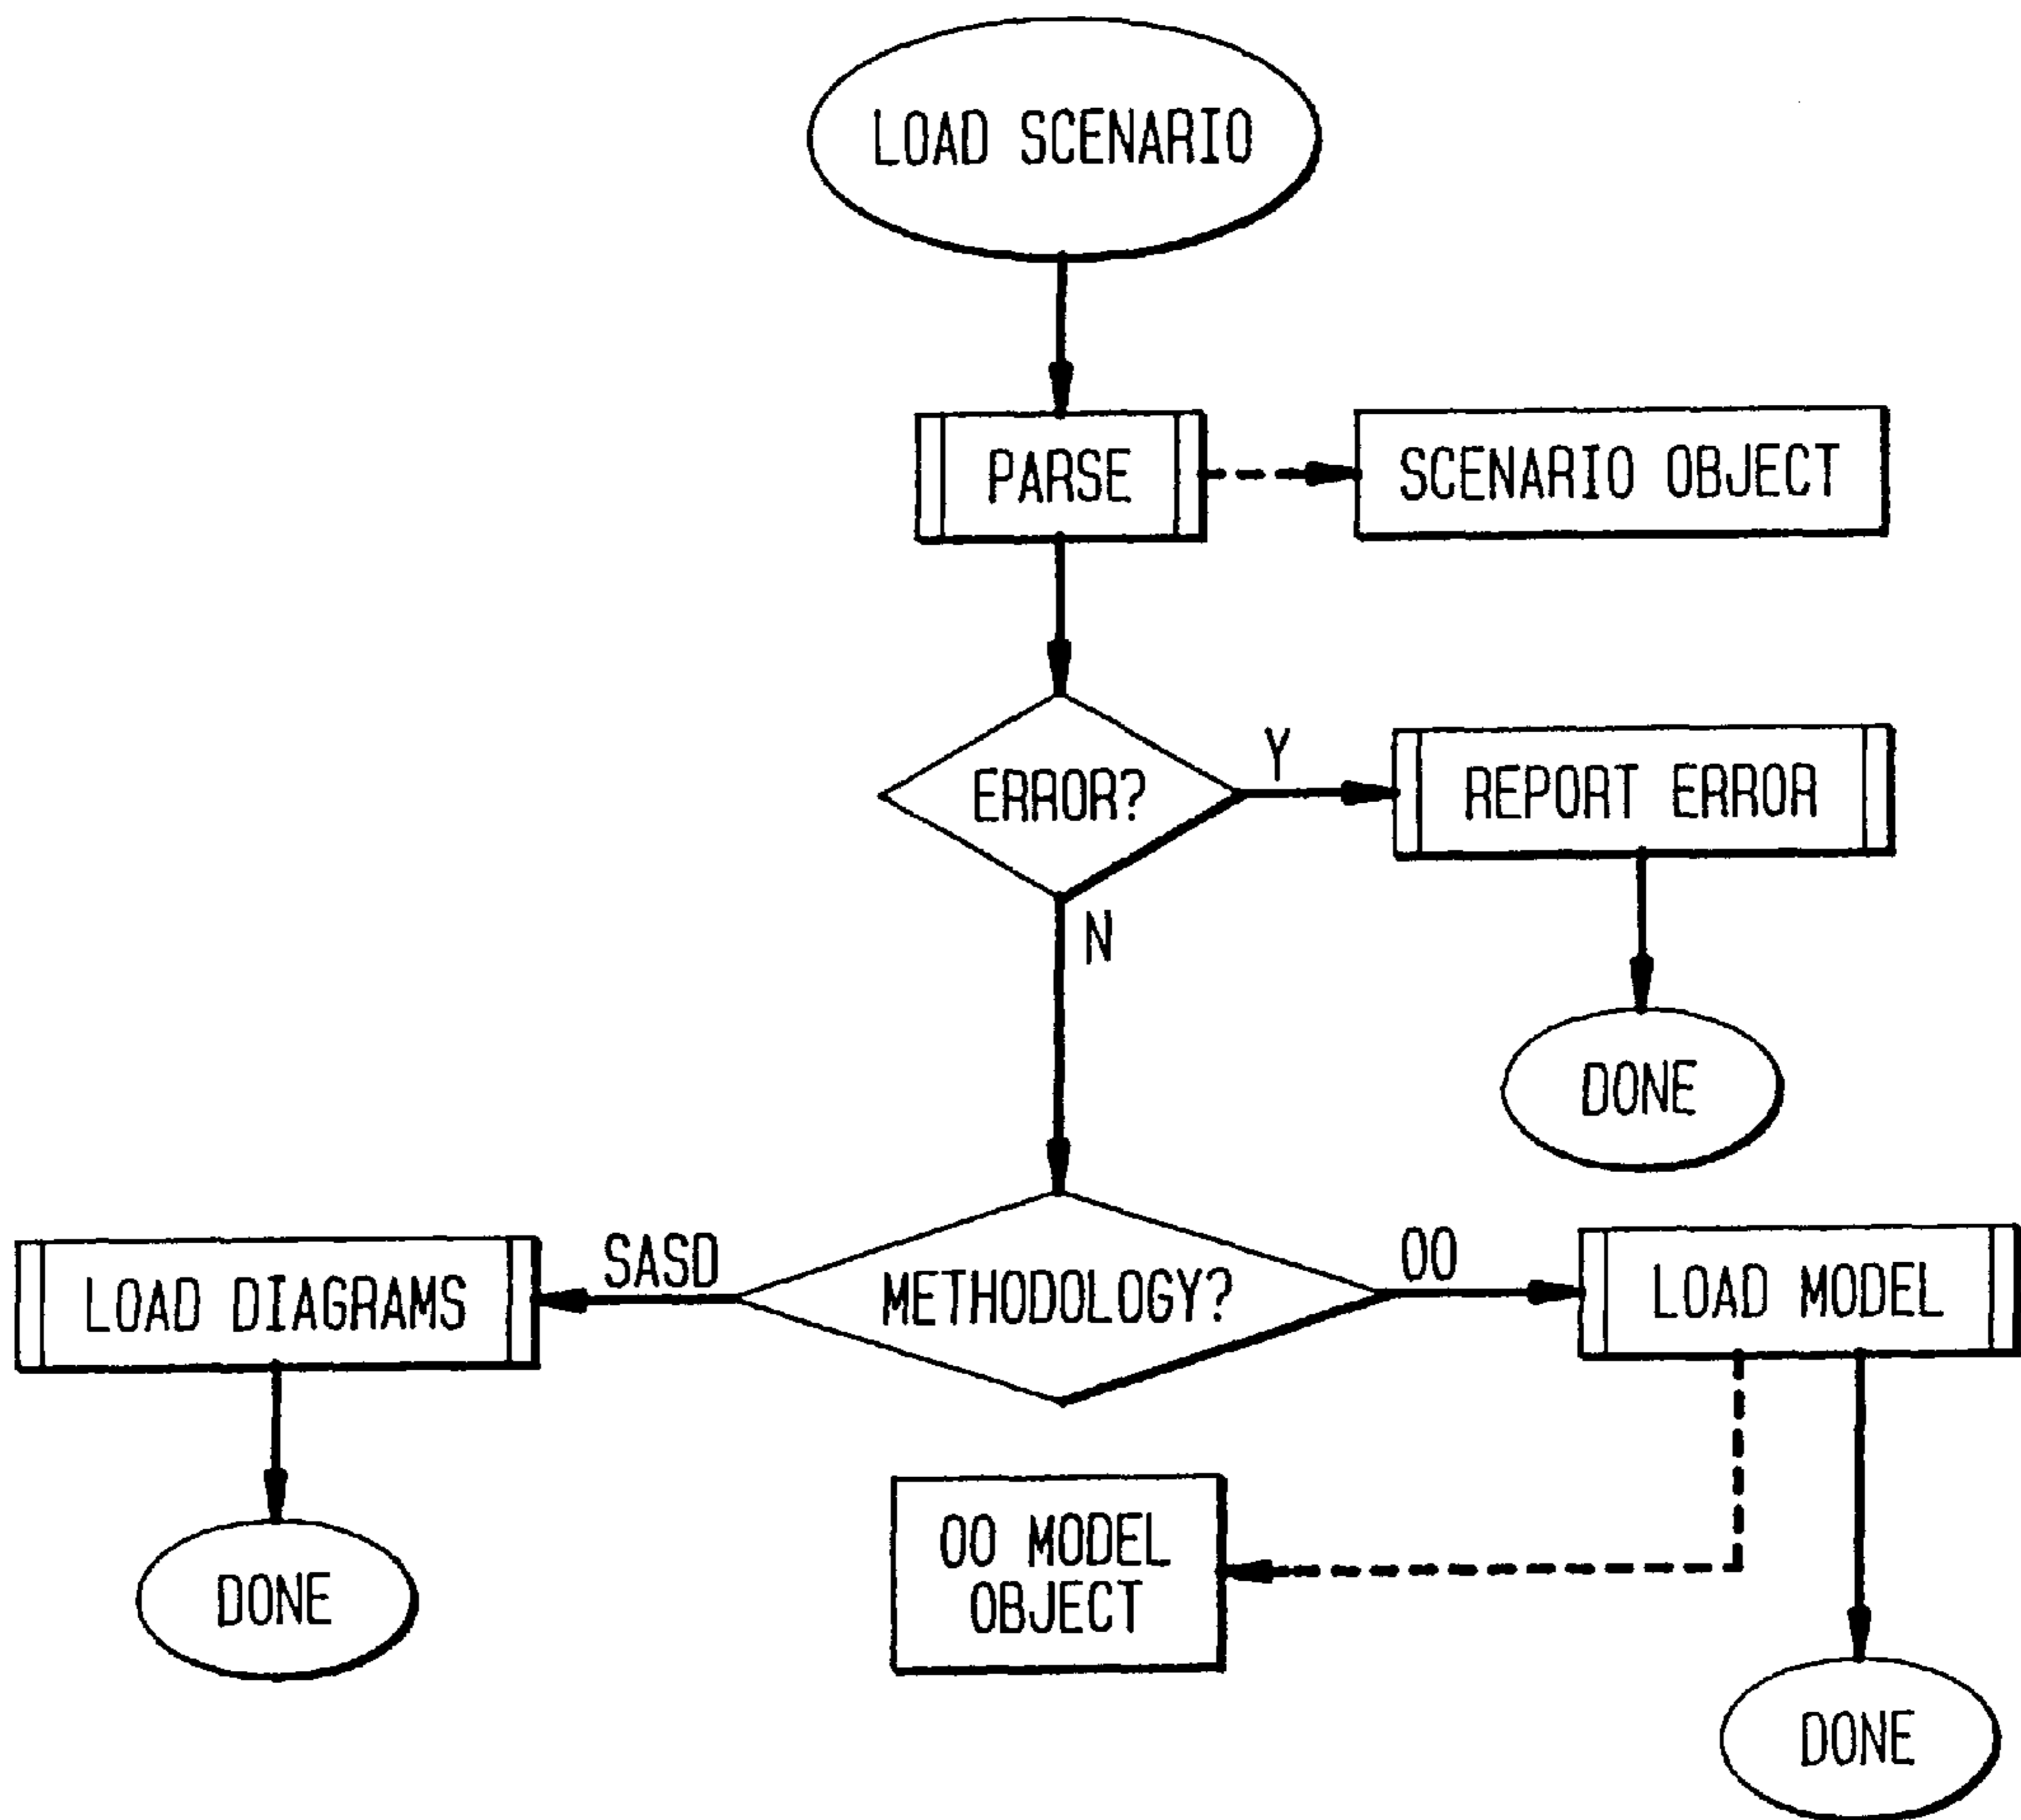 LOAD SCENARIO
PARSE
SCENARIO OBJECT
ERROR?
Y
REPORT ERROR
N
DONE
SASD
OO
LOAD DIAGRAMS
METHODOLOGY?
LOAD MODEL
OO MODEL
OBJECT
DONE
DONE